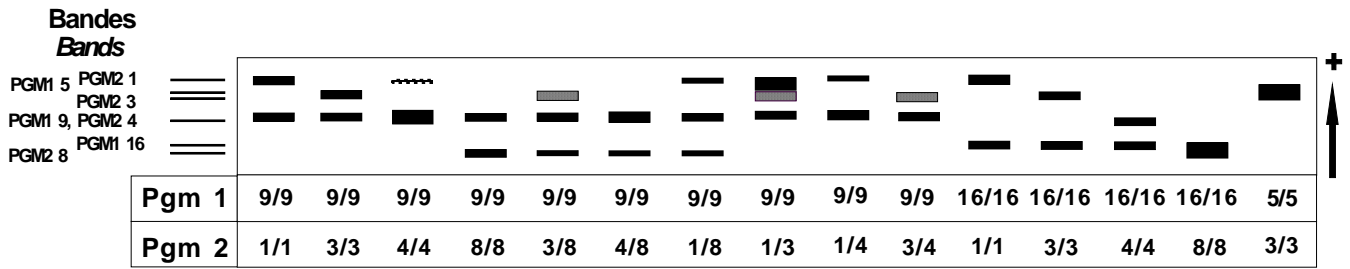 Bandes
Bands
+
PGM1 5 PGM2 1
PGM2 3
PGM1 9, PGM2 4
PGM1 16
PGM2 8
Pgm 1 9/9 9/9 9/9 9/9 9/9 9/9 9/9 9/9 9/9 9/9 16/16 16/16 16/16 16/16 5/5
Pgm 2 1/1 3/3 4/4 8/8 3/8 4/8 1/8 1/3 1/4 3/4 1/1 3/3 4/4 8/8 3/3